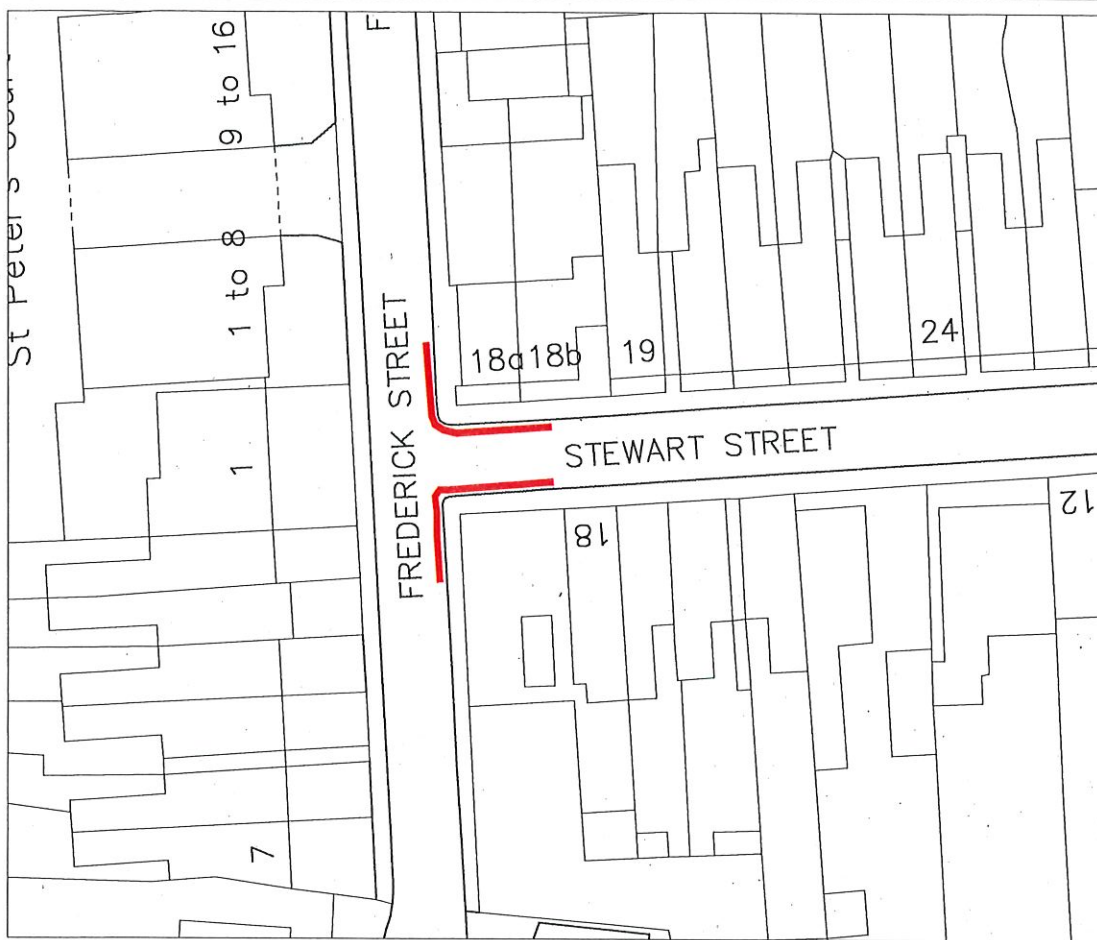 St Peter's
9 to 16
1 to 8
F
FREDERICK STREET
18a
18b
19
24
STEWART STREET
1
18
12
7